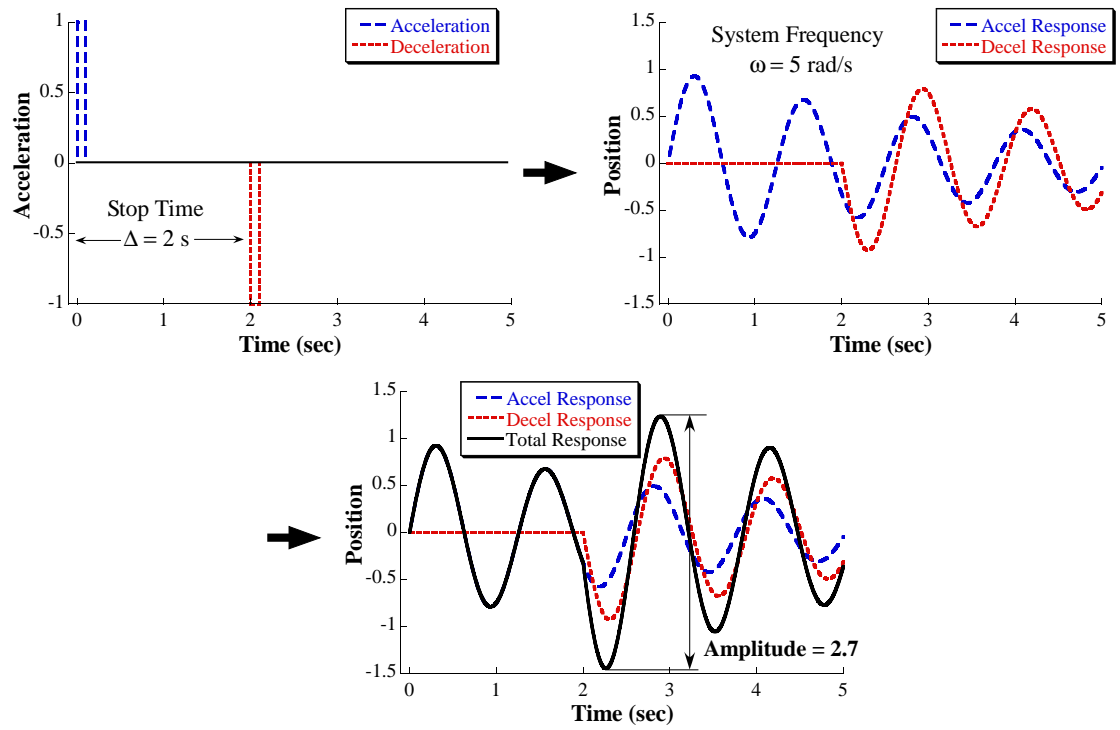 Acceleration
Deceleration
1
0.5
0
-0.5
-1
Acceleration
Stop Time
Δ = 2 s
0 1 2 3 4 5
Time (sec)
System Frequency
ω = 5 rad/s
Accel Response
Decel Response
1.5
1
0.5
0
-0.5
-1
-1.5
Position
0 1 2 3 4 5
Time (sec)
Accel Response
Decel Response
Total Response
1.5
1
0.5
0
-0.5
-1
-1.5
Position
Amplitude = 2.7
0 1 2 3 4 5
Time (sec)